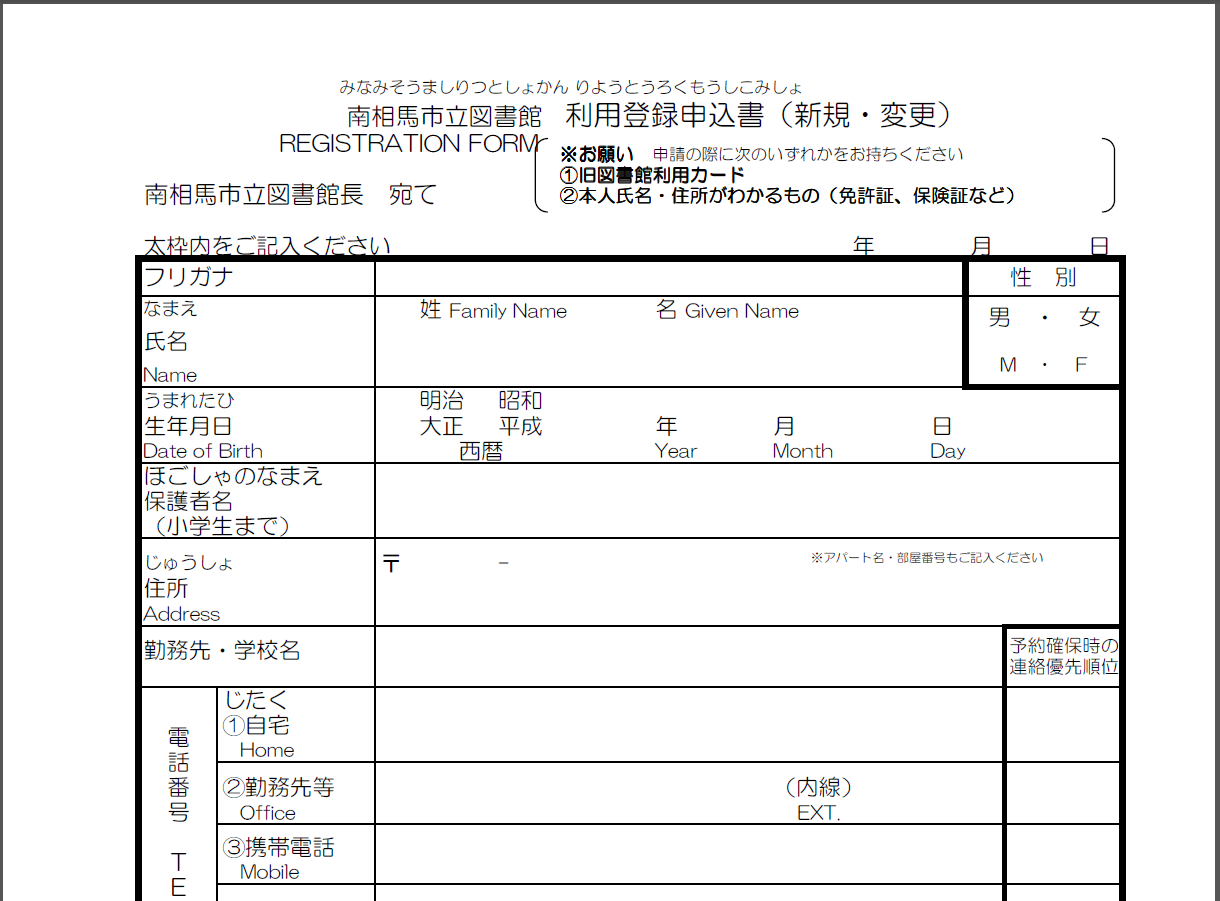 みなみそうましりつとしょかん りようとうろくもうしこみしょ
南相馬市立図書館　利用登録申込書（新規・変更）
REGISTRATION FORM
※お願い　申請の際に次のいずれかをお持ちください
①旧図書館利用カード
②本人氏名・住所がわかるもの（免許証、保険証など）
南相馬市立図書館長　宛て
太枠内をご記入ください
年　月　日
フリガナ
性　別
なまえ
氏名
Name
姓 Family Name　名 Given Name
男　・　女
M　・　F
うまれたひ
生年月日
Date of Birth
明治　昭和
大正　平成
西暦
年　月　日
Year　Month　Day
ほごしゃのなまえ
保護者名
（小学生まで）
じゅうしょ
住所
Address
〒　－
※アパート名・部屋番号もご記入ください
勤務先・学校名
予約確保時の
連絡優先順位
電話番号　TE
じたく
①自宅
Home
②勤務先等
Office
（内線）
EXT.
③携帯電話
Mobile